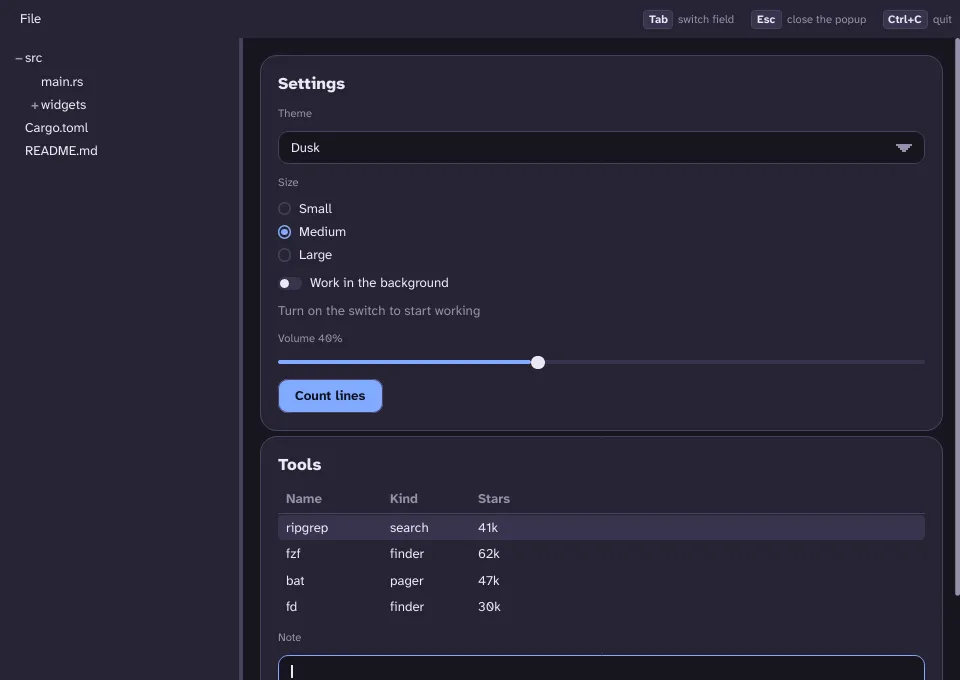 File Tab switch field Esc close the popup Ctrl+C quit
– src
main.rs
+ widgets
Cargo.toml
README.md
Settings
Theme
Dusk
Size
Small
Medium
Large
Work in the background
Turn on the switch to start working
Volume 40%
Count lines
Tools
Name Kind Stars
ripgrep search 41k
fzf finder 62k
bat pager 47k
fd finder 30k
Note